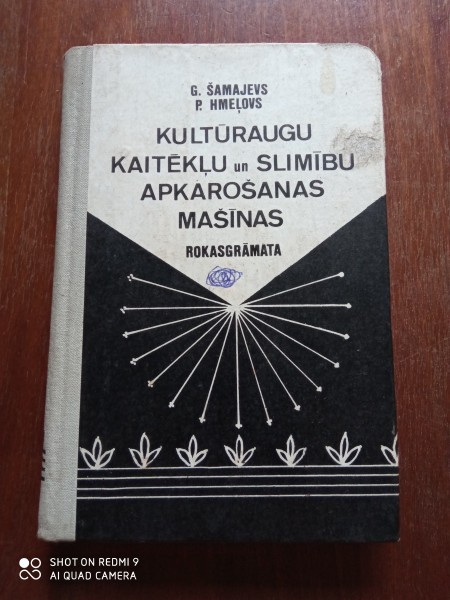 G. ŠAMAJEVS
P. HMEĻOVS
KULTŪRAUGU
KAITĒKĻU un SLIMĪBU
APKAROŠANAS
MAŠĪNAS
ROKASGRĀMATA
SHOT ON REDMI 9
AI QUAD CAMERA